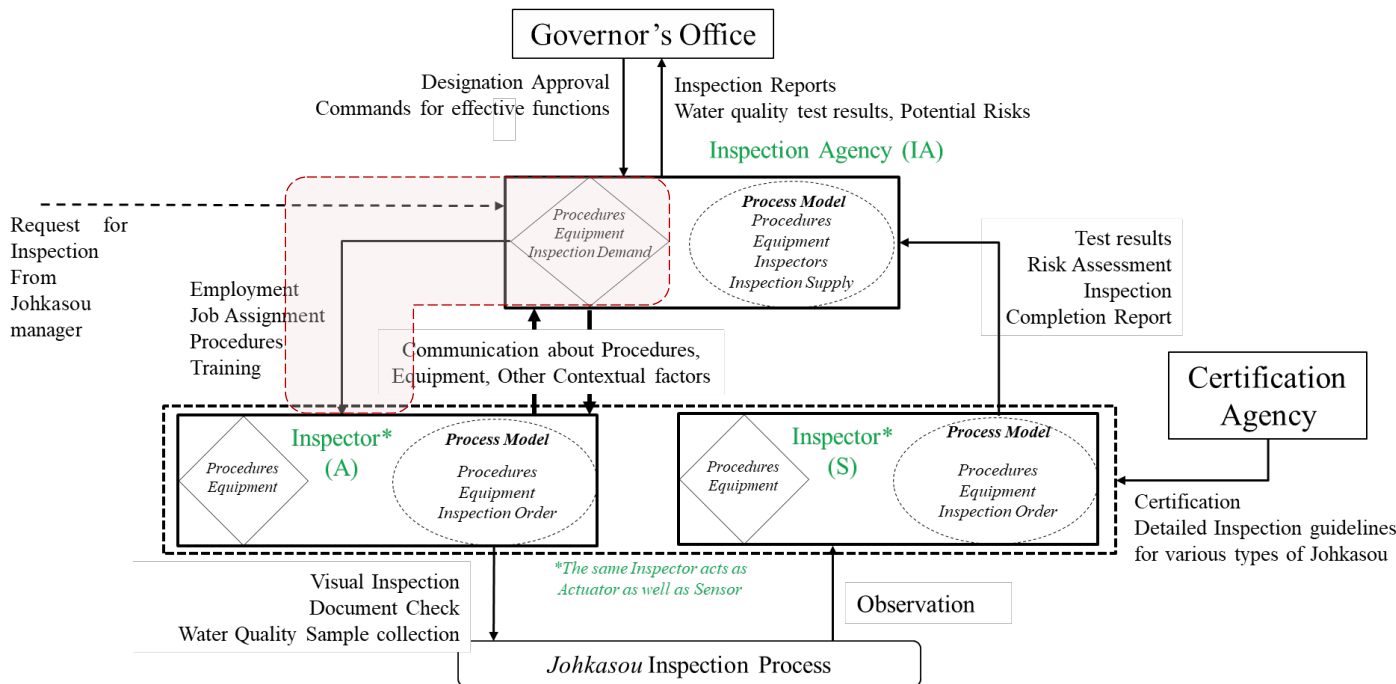 Governor's Office
Designation Approval
Commands for effective functions
Inspection Reports
Water quality test results, Potential Risks
Inspection Agency (IA)
Procedures
Equipment
Inspection Demand
Process Model
Procedures
Equipment
Inspectors
Inspection Supply
Request for
Inspection
From
Johkasou
manager
Employment
Job Assignment
Procedures
Training
Test results
Risk Assessment
Inspection
Completion Report
Communication about Procedures,
Equipment, Other Contextual factors
Certification
Agency
Inspector*
(A)
Procedures
Equipment
Process Model
Procedures
Equipment
Inspection Order
Inspector*
(S)
Procedures
Equipment
Process Model
Procedures
Equipment
Inspection Order
Certification
Detailed Inspection guidelines
for various types of Johkasou
*The same Inspector acts as
Actuator as well as Sensor
Visual Inspection
Document Check
Water Quality Sample collection
Observation
Johkasou Inspection Process